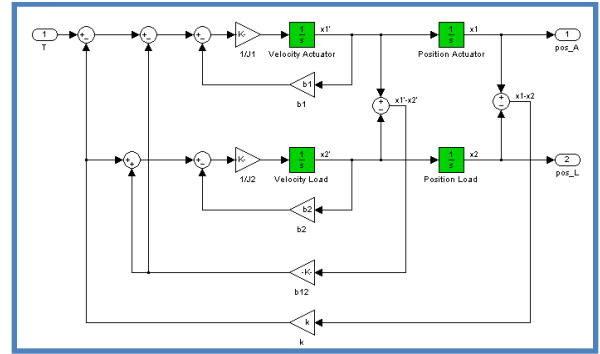 x1' x1
1 K- 1/s 1/s 1
T 1/J1 Velocity Actuator Position Actuator pos_A
b1
b1
x1'-x2' x1-x2
x2' x2
K- 1/s 1/s 2
1/J2 Velocity Load Position Load pos_L
b2
b2
-K-
b12
k
k